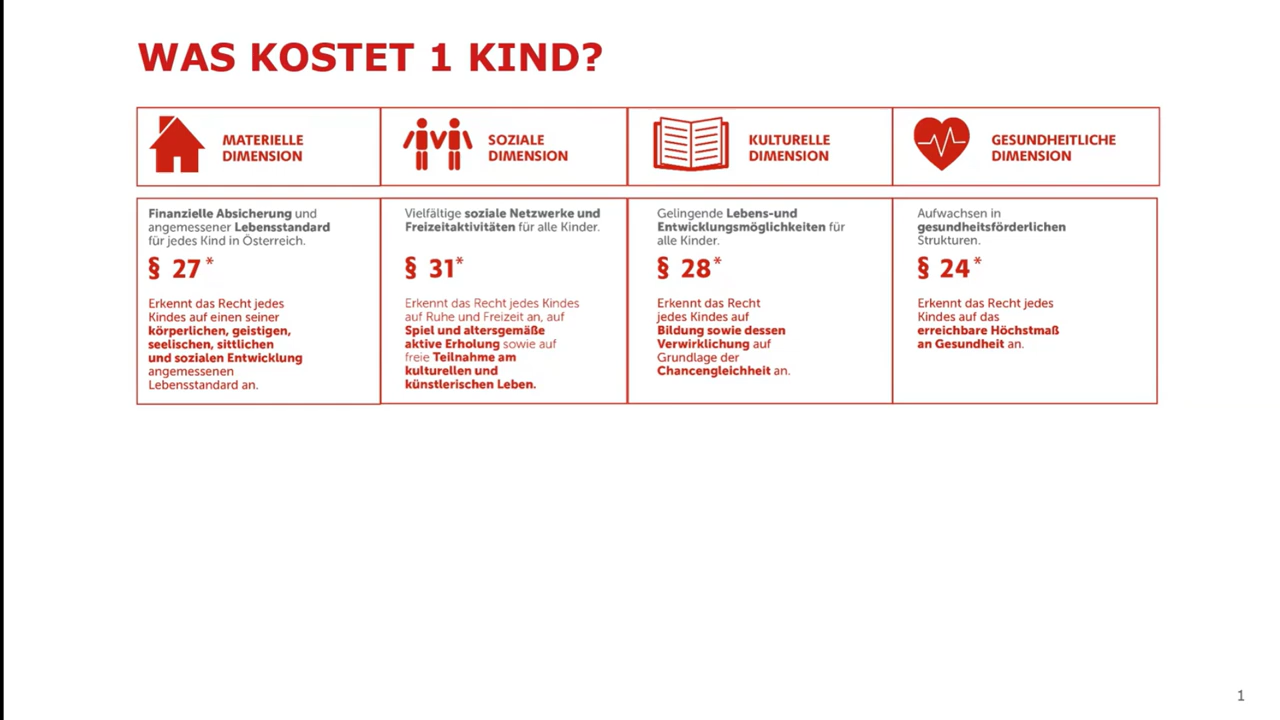 WAS KOSTET 1 KIND?
MATERIELLE
DIMENSION
SOZIALE
DIMENSION
KULTURELLE
DIMENSION
GESUNDHEITLICHE
DIMENSION
Finanzielle Absicherung und
angemessener Lebensstandard
für jedes Kind in Österreich.
§ 27*
Erkennt das Recht jedes
Kindes auf einen seiner
körperlichen, geistigen,
seelischen, sittlichen
und sozialen Entwicklung
angemessenen
Lebensstandard an.
Vielfältige soziale Netzwerke und
Freizeitaktivitäten für alle Kinder.
§ 31*
Erkennt das Recht jedes Kindes
auf Ruhe und Freizeit an, auf
Spiel und altersgemäße
aktive Erholung sowie auf
freie Teilnahme am
kulturellen und
künstlerischen Leben.
Gelingende Lebens-und
Entwicklungsmöglichkeiten für
alle Kinder.
§ 28*
Erkennt das Recht
jedes Kindes auf
Bildung sowie dessen
Verwirklichung auf
Grundlage der
Chancengleichheit an.
Aufwachsen in
gesundheitsförderlichen
Strukturen.
§ 24*
Erkennt das Recht jedes
Kindes auf das
erreichbare Höchstmaß
an Gesundheit an.
1